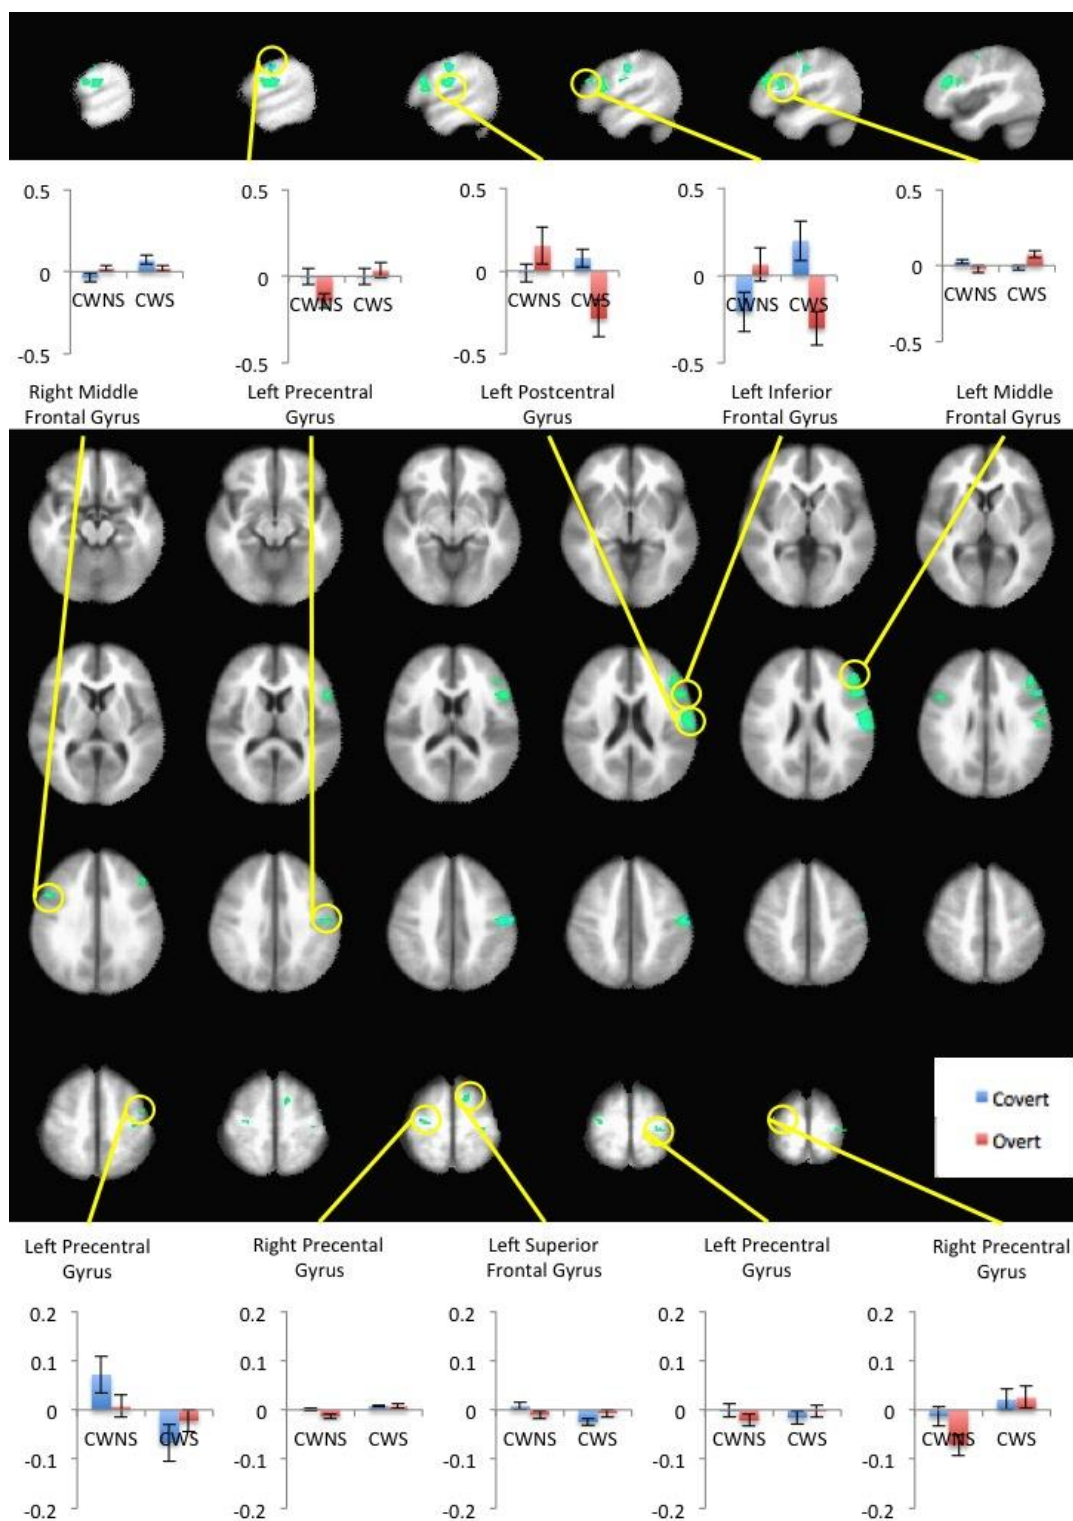 0.5 0.5 0.5 0.5 0.5
0 0 0 0 0
CWNS CWS CWNS CWS CWNS CWS CWNS CWS CWNS CWS
-0.5 -0.5 -0.5 -0.5 -0.5
Right Middle
Frontal Gyrus
Left Precentral
Gyrus
Left Postcentral
Gyrus
Left Inferior
Frontal Gyrus
Left Middle
Frontal Gyrus
Covert
Overt
Left Precentral
Gyrus
Right Precental
Gyrus
Left Superior
Frontal Gyrus
Left Precentral
Gyrus
Right Precentral
Gyrus
0.2 0.2 0.2 0.2 0.2
0.1 0.1 0.1 0.1 0.1
0 0 0 0 0
CWNS CWS CWNS CWS CWNS CWS CWNS CWS CWNS CWS
-0.1 -0.1 -0.1 -0.1 -0.1
-0.2 -0.2 -0.2 -0.2 -0.2